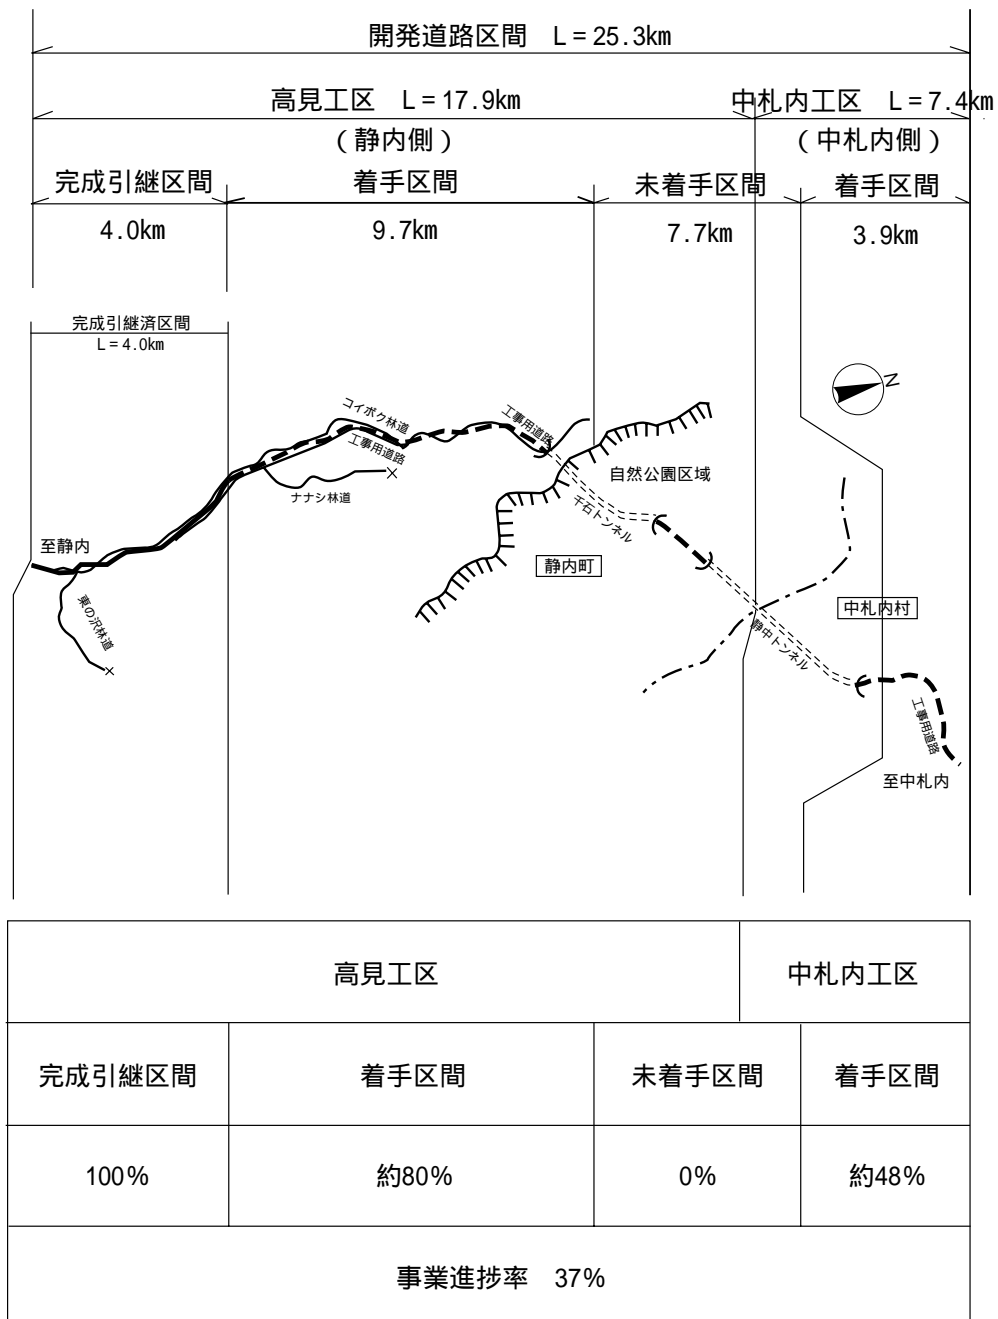 開発道路区間　L=25.3km
高見工区　L=17.9km
中札内工区　L=7.4km
(静内側)
(中札内側)
完成引継区間
着手区間
未着手区間
着手区間
4.0km
9.7km
7.7km
3.9km
完成引継済区間
L=4.0km
N
コイボク林道
工事用道路
工事用道路
ナナシ林道
自然公園区域
千石トンネル
至静内
静内町
東の沢林道
中札内村
静中トンネル
工事用道路
至中札内
高見工区
中札内工区
完成引継区間
着手区間
未着手区間
着手区間
100%
約80%
0%
約48%
事業進捗率　37%